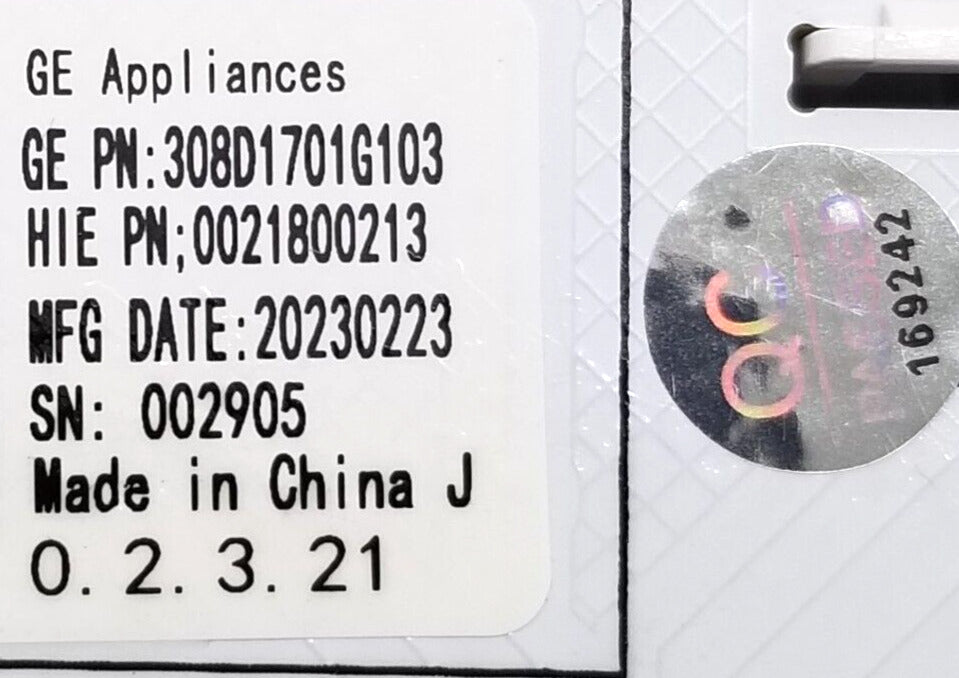 GE Appliances
GE PN:308D1701G103
HIE PN;0021800213
MFG DATE:20230223
SN: 002905
Made in China J
0. 2. 3. 21
QC
PASSED
169242